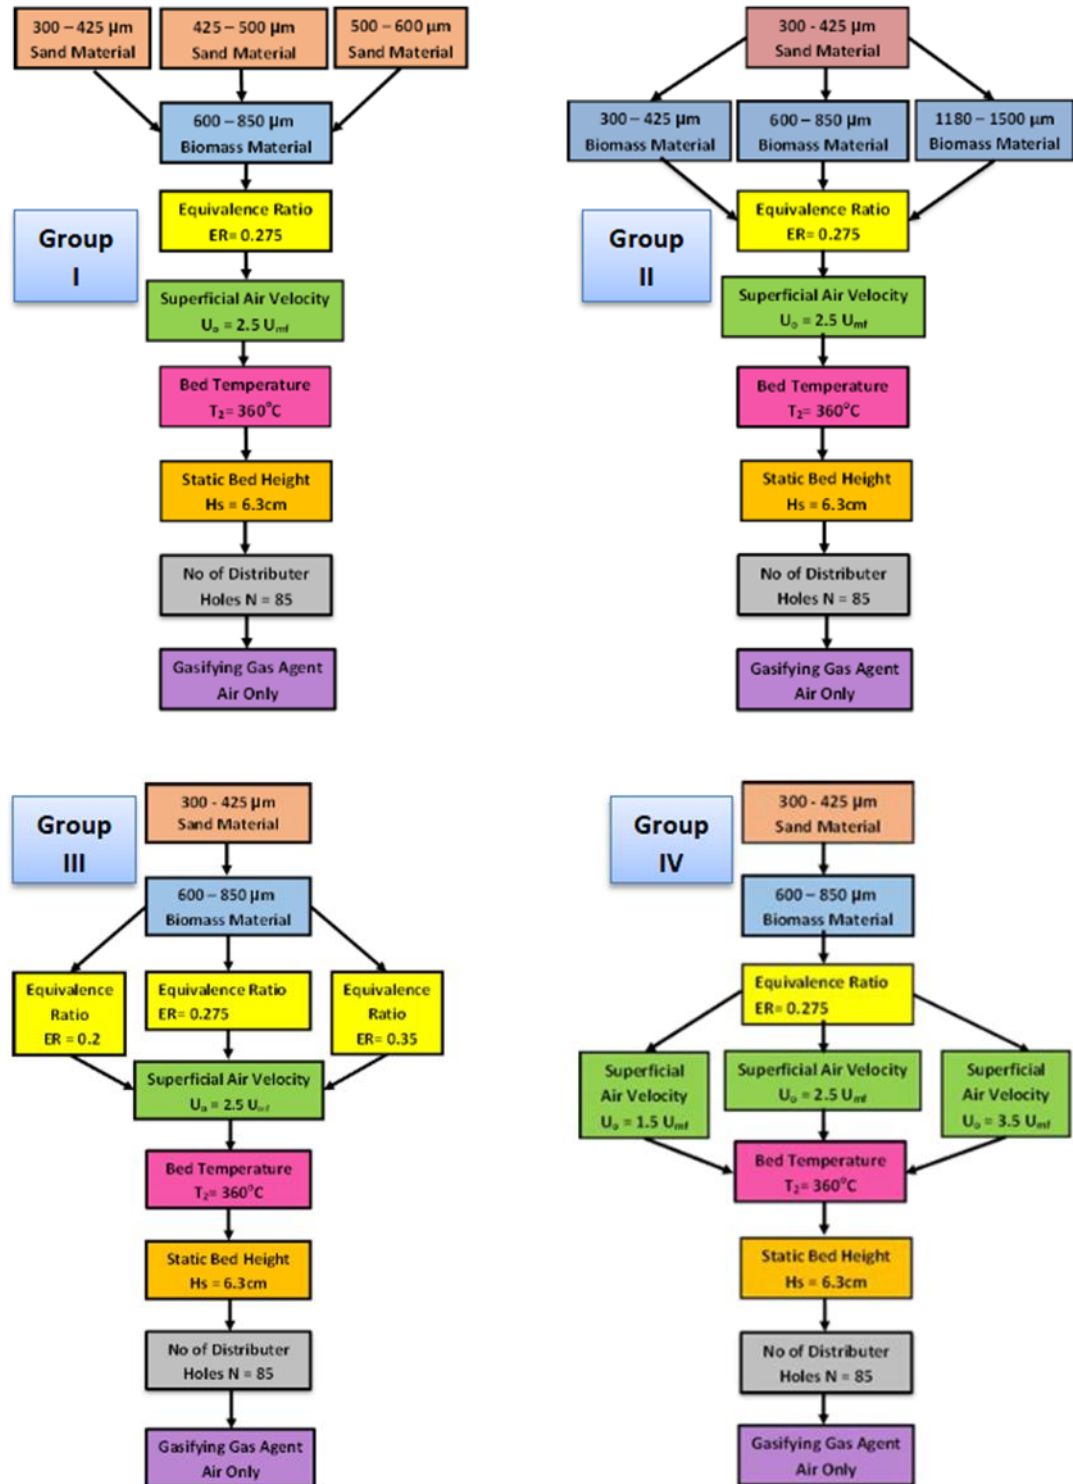 300 – 425 µm
Sand Material
425 – 500 µm
Sand Material
500 – 600 µm
Sand Material
600 – 850 µm
Biomass Material
Equivalence Ratio
ER= 0.275
Group
I
Superficial Air Velocity
Uₒ = 2.5 Uₘf
Bed Temperature
T₂= 360°C
Static Bed Height
Hs = 6.3cm
No of Distributer
Holes N = 85
Gasifying Gas Agent
Air Only
300 - 425 µm
Sand Material
300 – 425 µm
Biomass Material
600 – 850 µm
Biomass Material
1180 – 1500 µm
Biomass Material
Equivalence Ratio
ER= 0.275
Group
II
Superficial Air Velocity
Uₒ = 2.5 Uₘf
Bed Temperature
T₂= 360°C
Static Bed Height
Hs = 6.3cm
No of Distributer
Holes N = 85
Gasifying Gas Agent
Air Only
300 - 425 µm
Sand Material
Group
III
600 – 850 µm
Biomass Material
Equivalence
Ratio
ER = 0.2
Equivalence Ratio
ER= 0.275
Equivalence
Ratio
ER= 0.35
Superficial Air Velocity
Uₒ = 2.5 Uₘf
Bed Temperature
T₂= 360°C
Static Bed Height
Hs = 6.3cm
No of Distributer
Holes N = 85
Gasifying Gas Agent
Air Only
300 - 425 µm
Sand Material
Group
IV
600 – 850 µm
Biomass Material
Equivalence Ratio
ER= 0.275
Superficial
Air Velocity
Uₒ = 1.5 Uₘf
Superficial Air Velocity
Uₒ = 2.5 Uₘf
Superficial
Air Velocity
Uₒ = 3.5 Uₘf
Bed Temperature
T₂= 360°C
Static Bed Height
Hs = 6.3cm
No of Distributer
Holes N = 85
Gasifying Gas Agent
Air Only